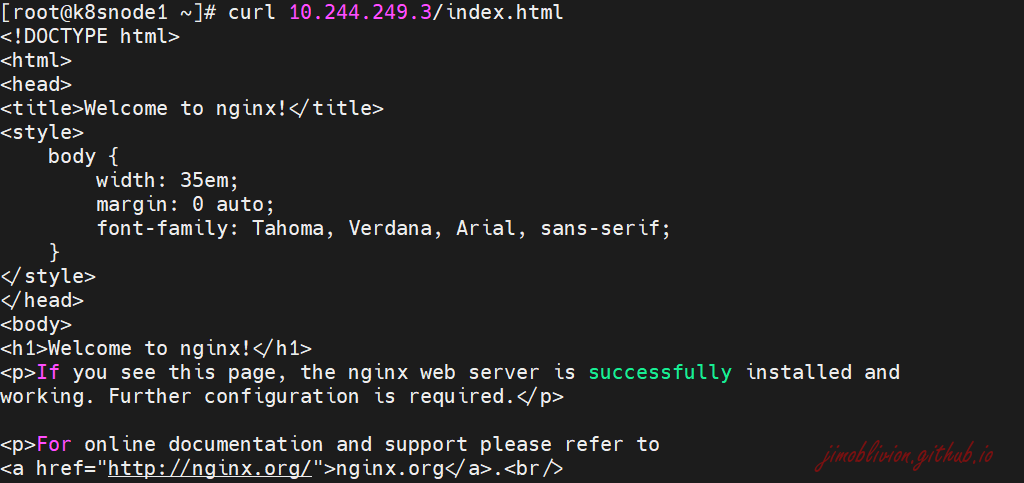 [root@k8snode1 ~]# curl 10.244.249.3/index.html
<!DOCTYPE html>
<html>
<head>
<title>Welcome to nginx!</title>
<style>
    body {
        width: 35em;
        margin: 0 auto;
        font-family: Tahoma, Verdana, Arial, sans-serif;
    }
</style>
</head>
<body>
<h1>Welcome to nginx!</h1>
<p>If you see this page, the nginx web server is successfully installed and
working. Further configuration is required.</p>

<p>For online documentation and support please refer to
<a href="http://nginx.org/">nginx.org</a>.<br/>
jimoblivion.github.io